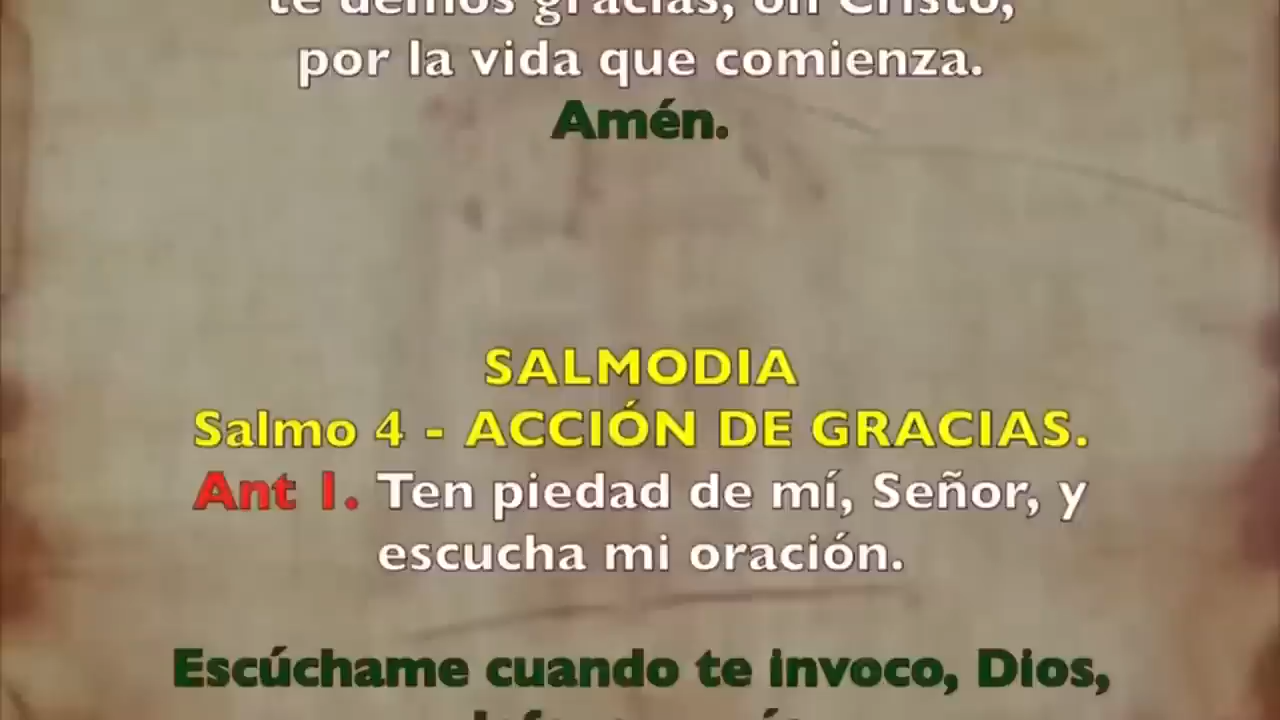 te demos gracias, oh Cristo,
por la vida que comienza.
Amén.
SALMODIA
Salmo 4 - ACCIÓN DE GRACIAS.
Ant 1. Ten piedad de mí, Señor, y
escucha mi oración.
Escúchame cuando te invoco, Dios,